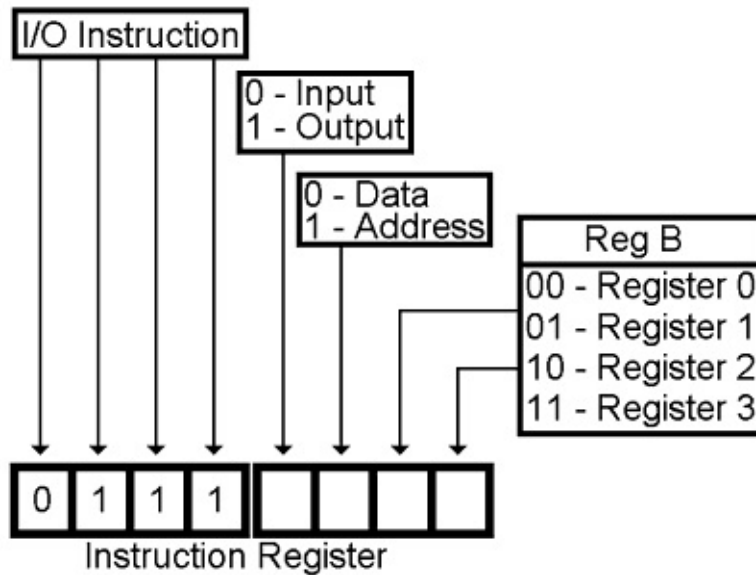 I/O Instruction
0 - Input
1 - Output
0 - Data
1 - Address
Reg B
00 - Register 0
01 - Register 1
10 - Register 2
11 - Register 3
0 1 1 1
Instruction Register